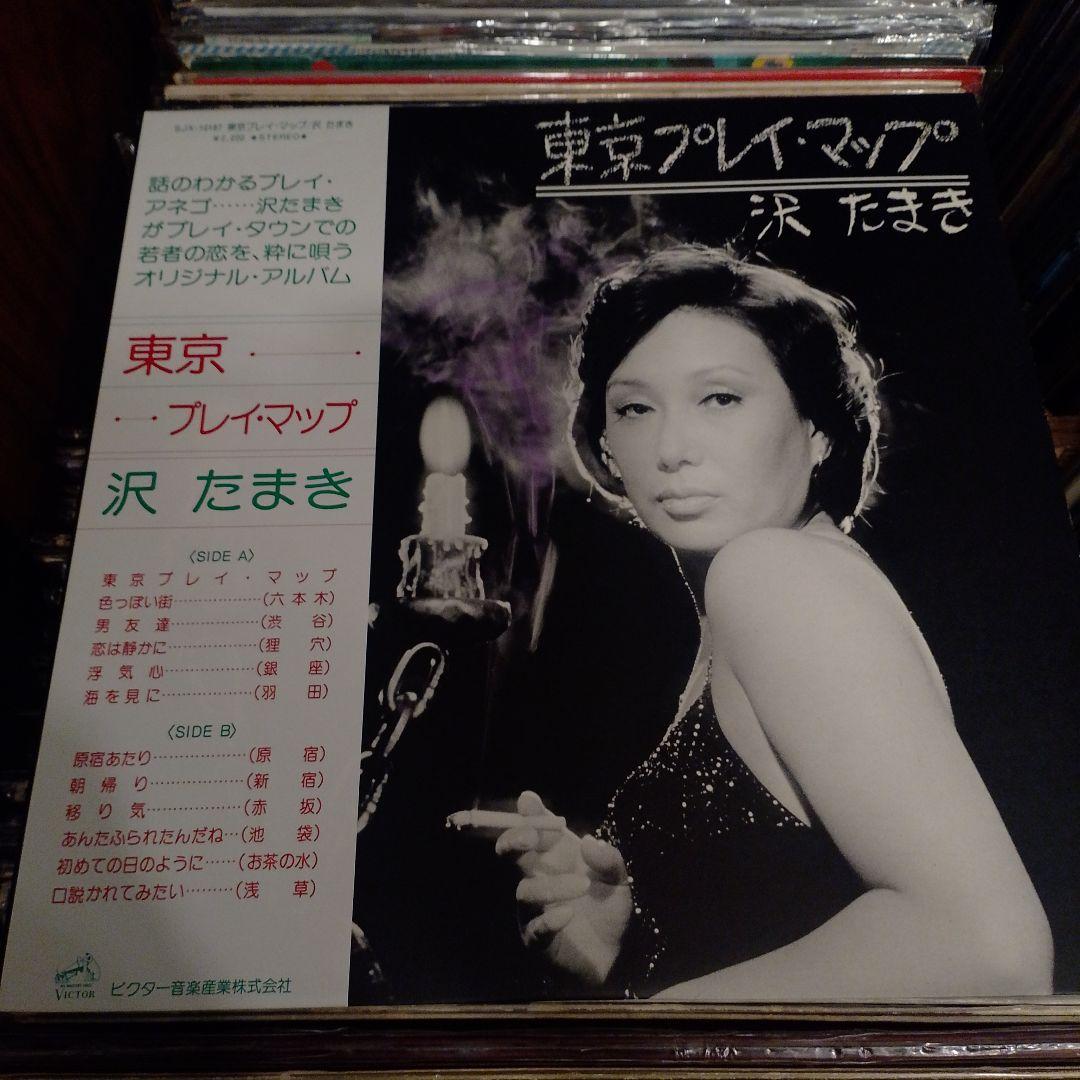 SJX-10187 東京プレイ・マップ/沢 たまき
¥2,200 ★STEREO★
話のわかるプレイ・
アネゴ……沢たまき
がプレイ・タウンでの
若者の恋を、粋に唄う
オリジナル・アルバム
東京
プレイ・マップ
沢 たまき
〈SIDE A〉
東京プレイ・マップ
色っぽい街………………(六本木)
男友達………………(渋谷)
恋は静かに………………(狸穴)
浮気心………………(銀座)
海を見に………………(羽田)
〈SIDE B〉
原宿あたり………………(原宿)
朝帰り………………(新宿)
移り気………………(赤坂)
あんたふられたんだね…(池袋)
初めての日のように……(お茶の水)
口説かれてみたい………(浅草)
VICTOR
ビクター音楽産業株式会社
東京プレイ・マップ
沢 たまき